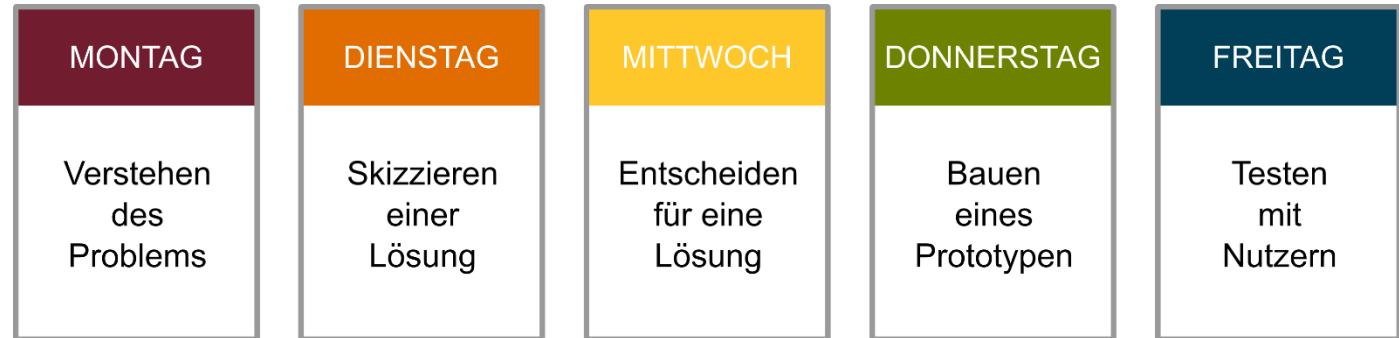 MONTAG
Verstehen
des
Problems
DIENSTAG
Skizzieren
einer
Lösung
MITTWOCH
Entscheiden
für eine
Lösung
DONNERSTAG
Bauen
eines
Prototypen
FREITAG
Testen
mit
Nutzern